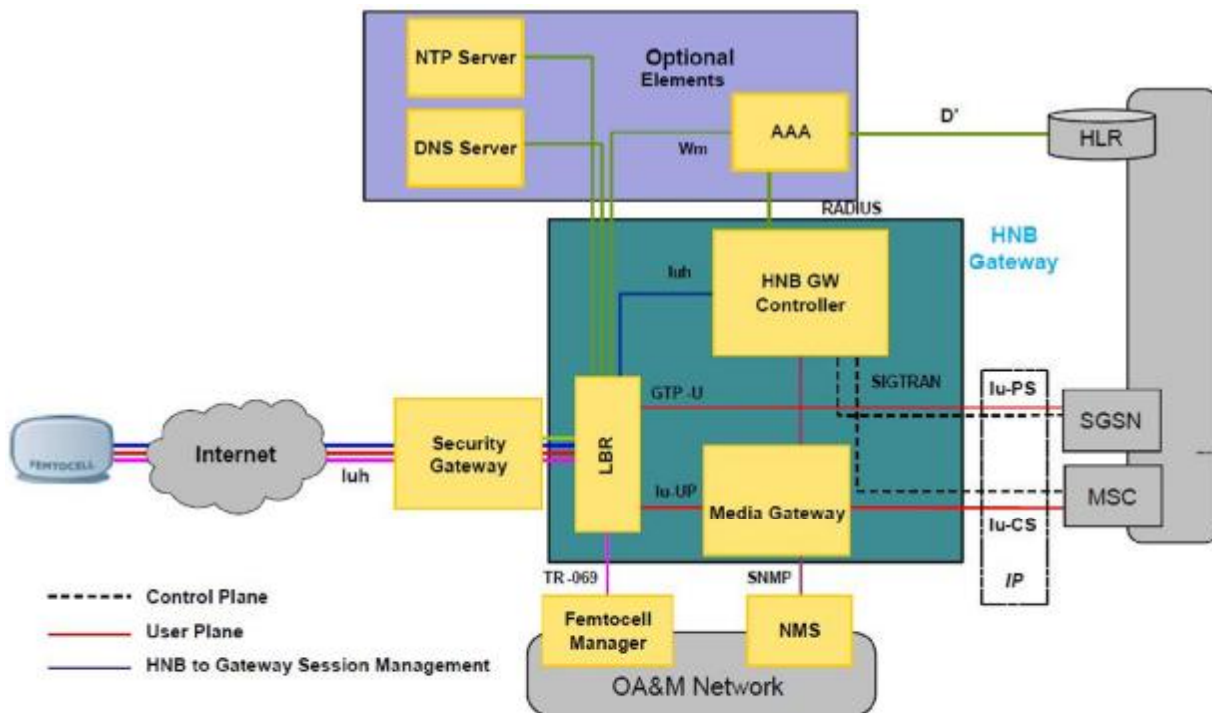 NTP Server
Optional
Elements
DNS Server
AAA
Wm
D'
HLR
RADIUS
HNB
Gateway
Iuh
HNB GW
Controller
SIGTRAN
GTP-U
Iu-PS
SGSN
FEMTOCELL
Internet
Iuh
Security
Gateway
LBR
Iu-UP
Media Gateway
MSC
Iu-CS
IP
TR-069
SNMP
Control Plane
User Plane
HNB to Gateway Session Management
Femtocell
Manager
NMS
OA&M Network